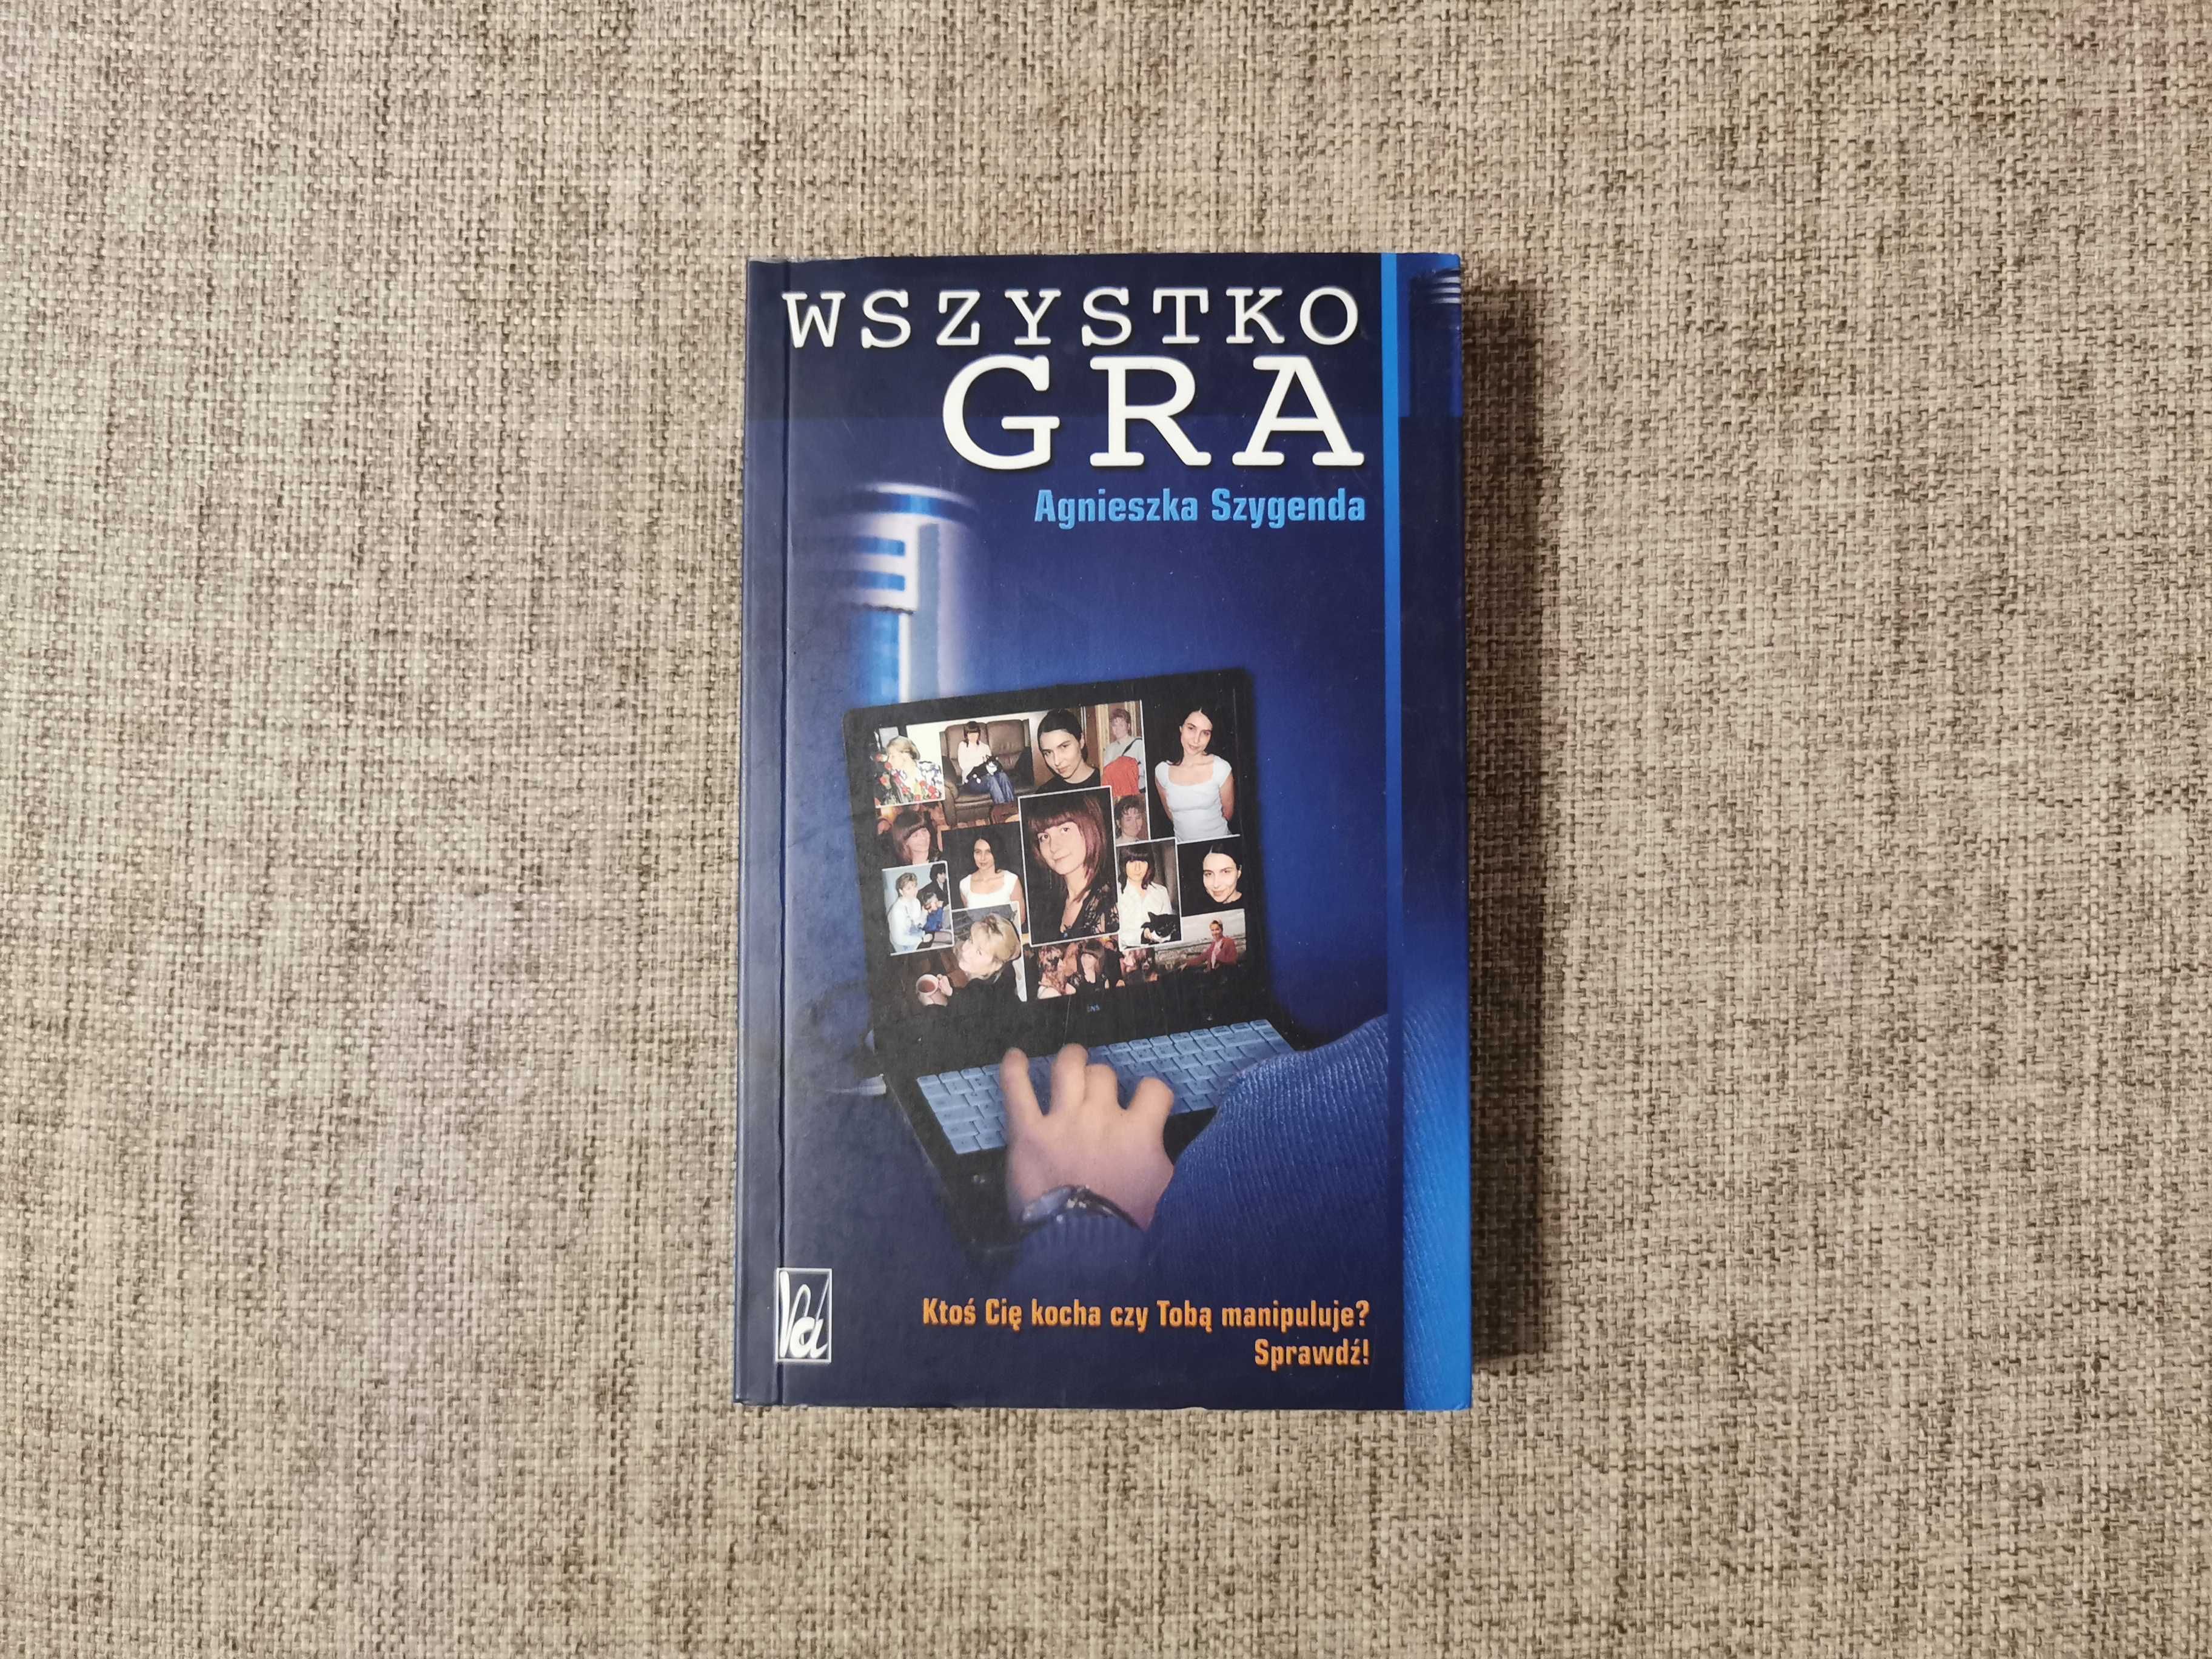 WSZYSTKO
GRA
Agnieszka Szygenda
Ktoś Cię kocha czy Tobą manipuluje?
Sprawdź!